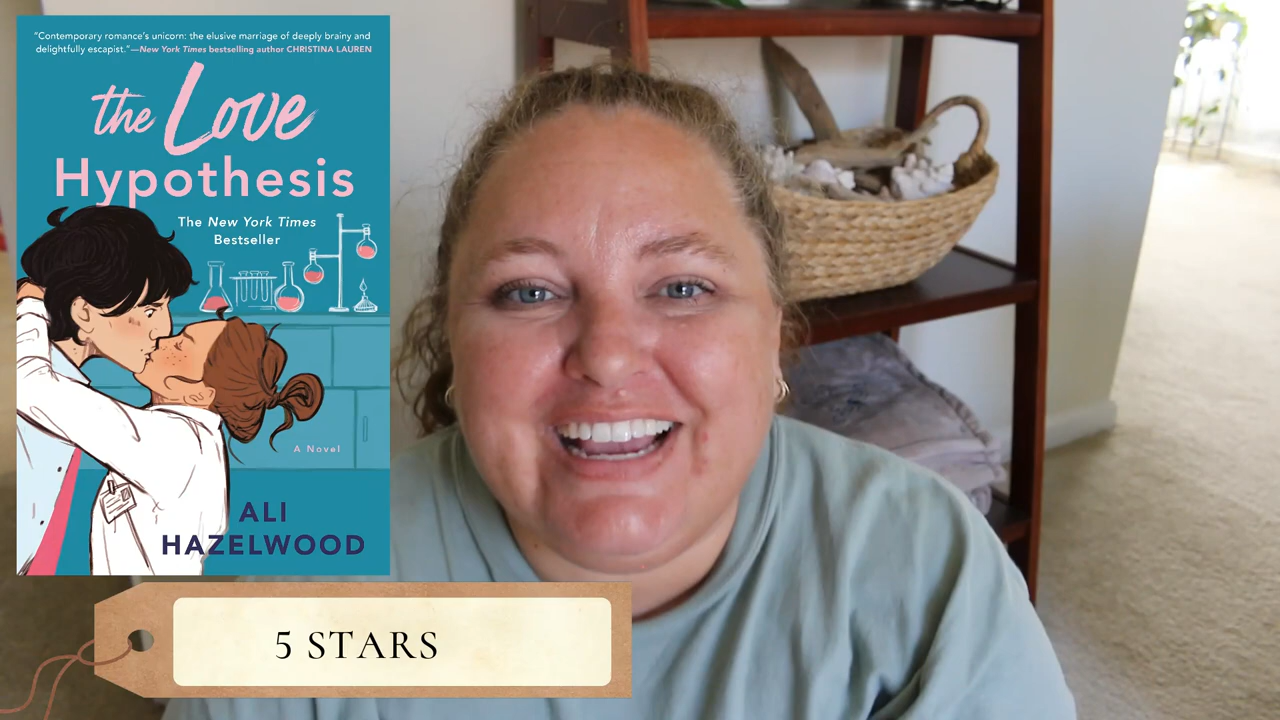 "Contemporary romance's unicorn: the elusive marriage of deeply brainy and
delightfully escapist."—New York Times bestselling author CHRISTINA LAUREN
the Love
Hypothesis
The New York Times
Bestseller
A Novel
ALI
HAZELWOOD
5 STARS